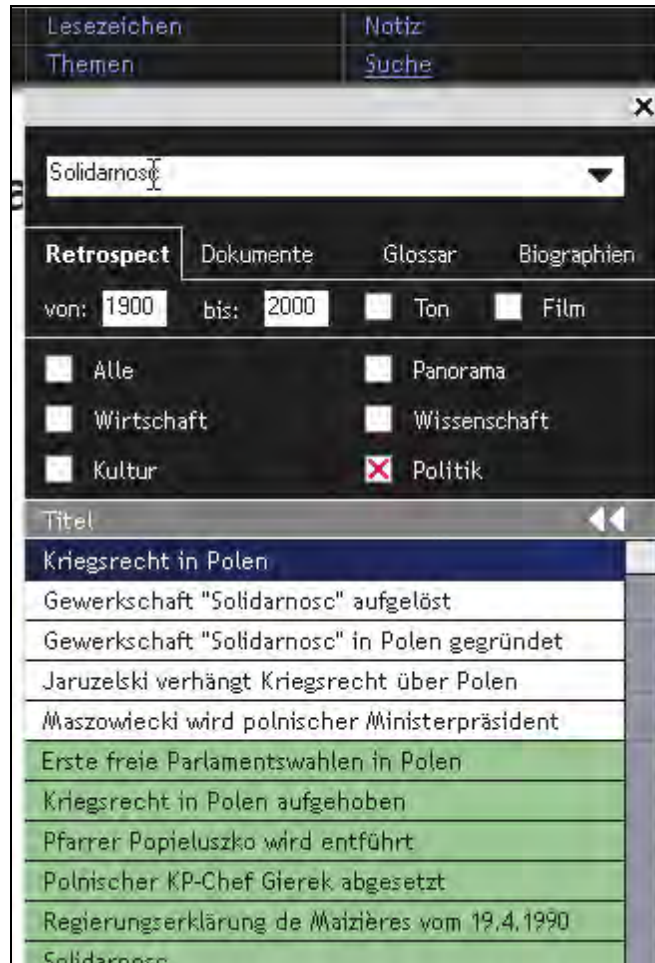 Lesezeichen Notiz
Themen Suche
a
Solidarnosc
Retrospect Dokumente Glossar Biographien
von: 1900 bis: 2000 Ton Film
Alle Panorama
Wirtschaft Wissenschaft
Kultur Politik
Titel
Kriegsrecht in Polen
Gewerkschaft "Solidarnosc" aufgelöst
Gewerkschaft "Solidarnosc" in Polen gegründet
Jaruzelski verhängt Kriegsrecht über Polen
Maszowiecki wird polnischer Ministerpräsident
Erste freie Parlamentswahlen in Polen
Kriegsrecht in Polen aufgehoben
Pfarrer Popieluszko wird entführt
Polnischer KP-Chef Gierek abgesetzt
Regierungserklärung de Maizières vom 19.4.1990
Solidarnosc